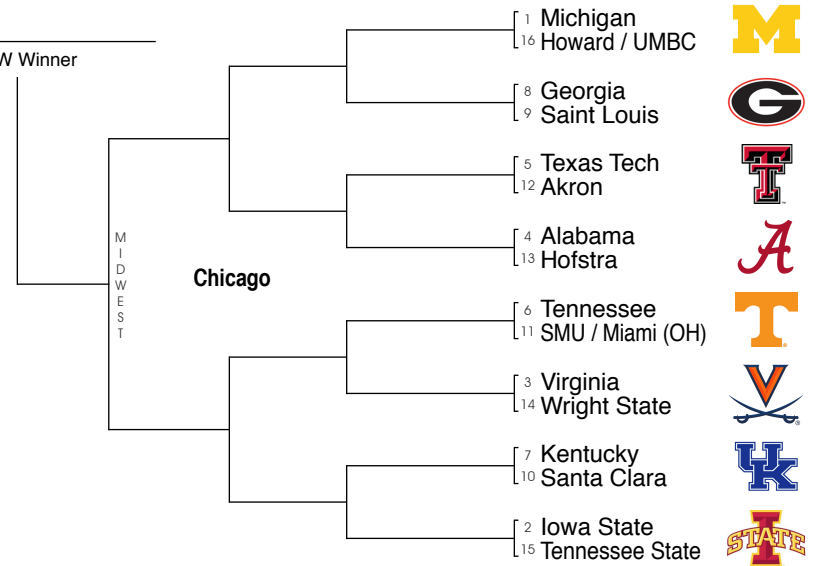 W Winner
MIDWEST
Chicago
1 Michigan
16 Howard / UMBC
8 Georgia
9 Saint Louis
5 Texas Tech
12 Akron
4 Alabama
13 Hofstra
6 Tennessee
11 SMU / Miami (OH)
3 Virginia
14 Wright State
7 Kentucky
10 Santa Clara
2 Iowa State
15 Tennessee State
M
G
T
A
T
V
UK
I STATE